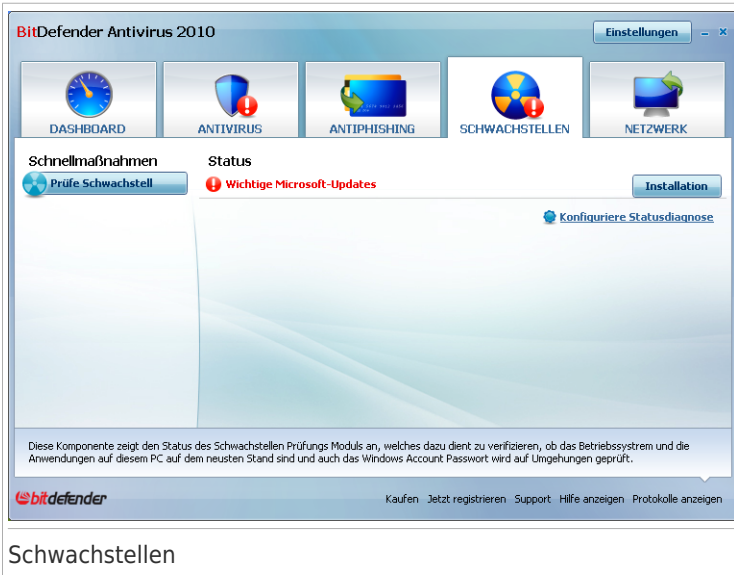 BitDefender Antivirus 2010
Einstellungen
DASHBOARD
ANTIVIRUS
ANTIPHISHING
SCHWACHSTELLEN
NETZWERK
Schnellmaßnahmen
Prüfe Schwachstell
Status
Wichtige Microsoft-Updates
Installation
Konfiguriere Statusdiagnose
Diese Komponente zeigt den Status des Schwachstellen Prüfungs Moduls an, welches dazu dient zu verifizieren, ob das Betriebssystrem und die
Anwendungen auf diesem PC auf dem neusten Stand sind und auch das Windows Account Passwort wird auf Umgehungen geprüft.
bitdefender
Kaufen Jetzt registrieren Support Hilfe anzeigen Protokolle anzeigen
Schwachstellen